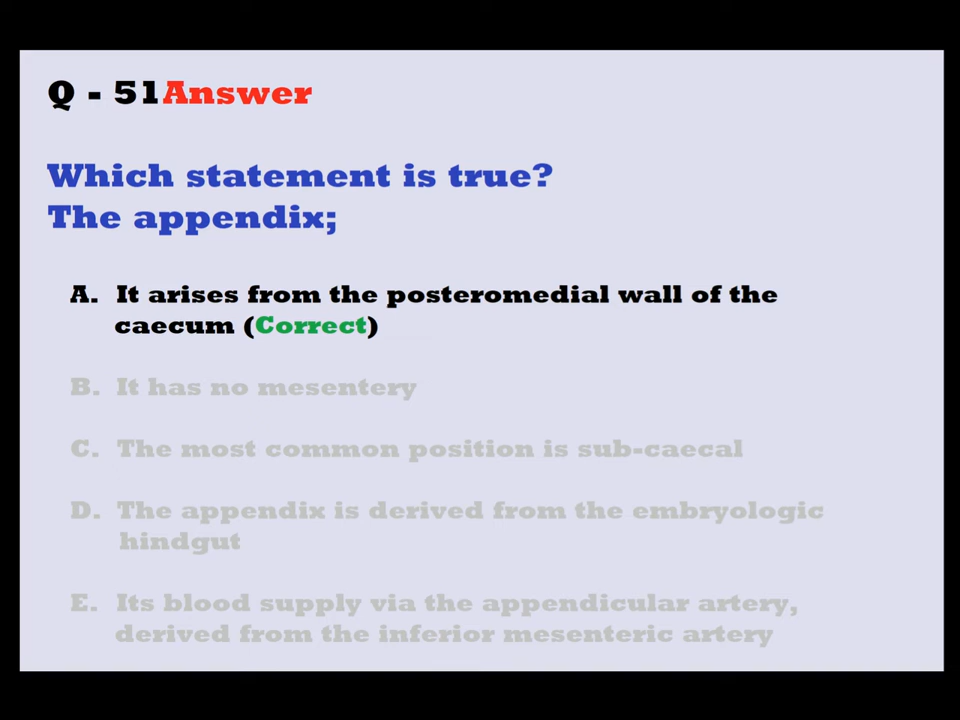 Q - 51Answer
Which statement is true?
The appendix;
A. It arises from the posteromedial wall of the
caecum (Correct)
B. It has no mesentery
C. The most common position is sub-caecal
D. The appendix is derived from the embryologic
hindgut
E. Its blood supply via the appendicular artery,
derived from the inferior mesenteric artery